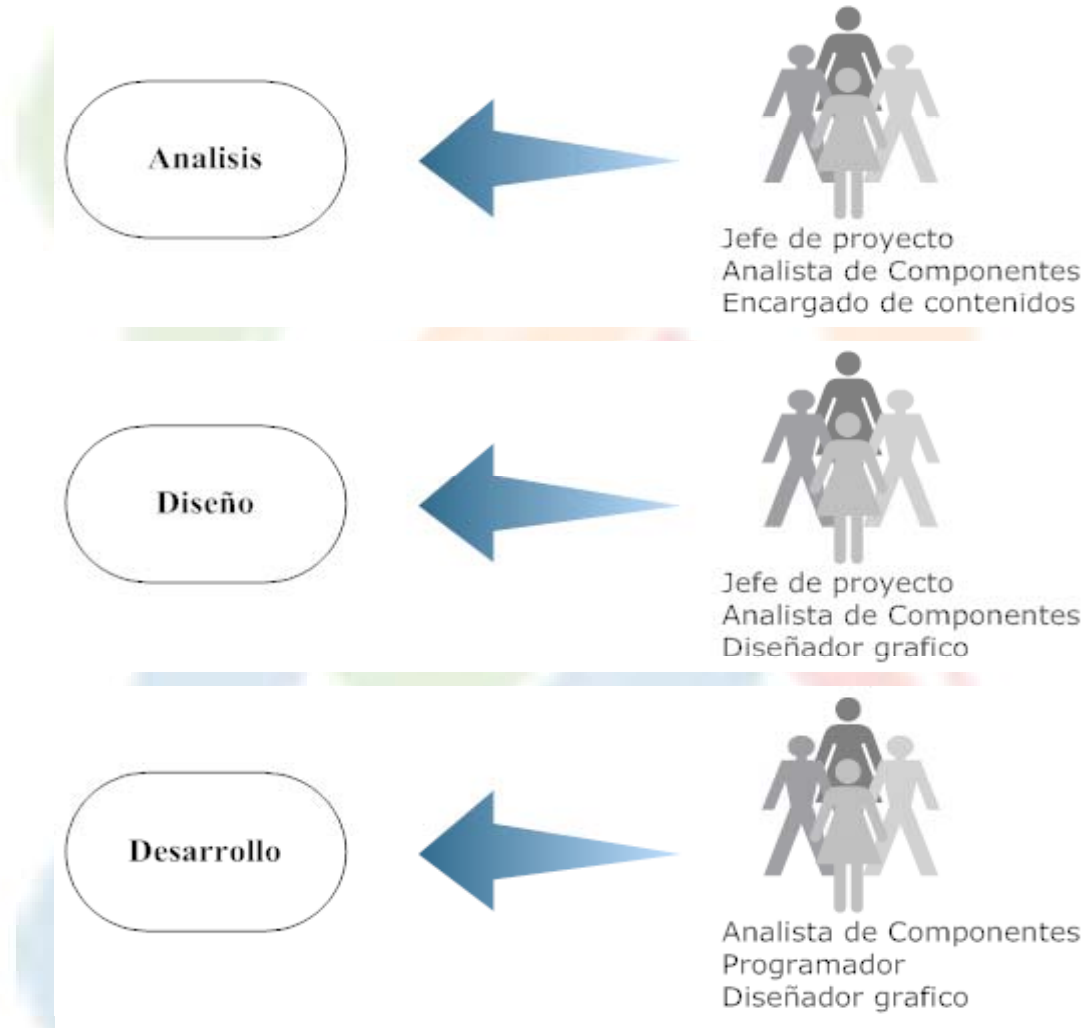 Analisis
Jefe de proyecto
Analista de Componentes
Encargado de contenidos
Diseño
Jefe de proyecto
Analista de Componentes
Diseñador grafico
Desarrollo
Analista de Componentes
Programador
Diseñador grafico